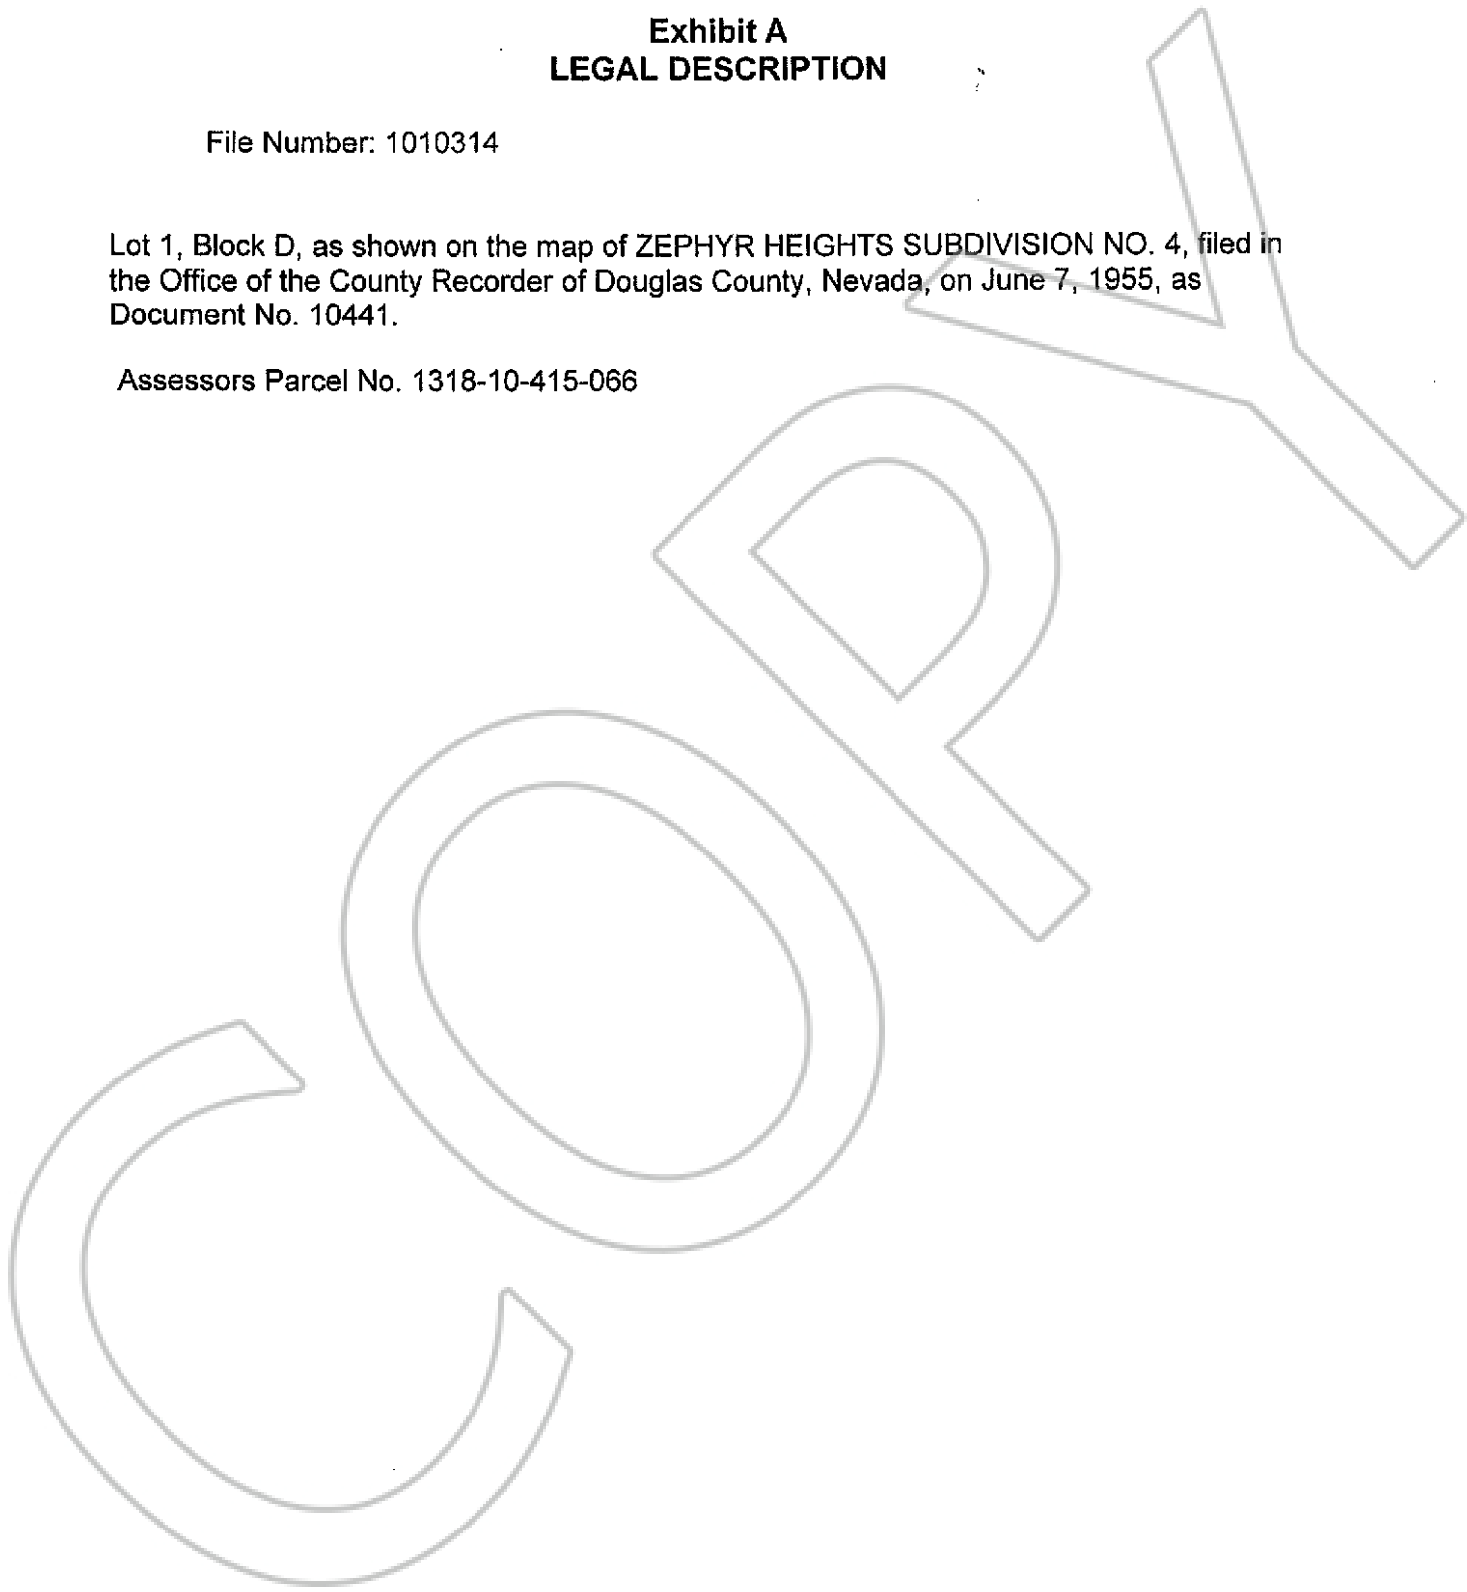 Exhibit A
LEGAL DESCRIPTION
File Number: 1010314
Lot 1, Block D, as shown on the map of ZEPHYR HEIGHTS SUBDIVISION NO. 4, filed in
the Office of the County Recorder of Douglas County, Nevada, on June 7, 1955, as
Document No. 10441.
Assessors Parcel No. 1318-10-415-066
COPY